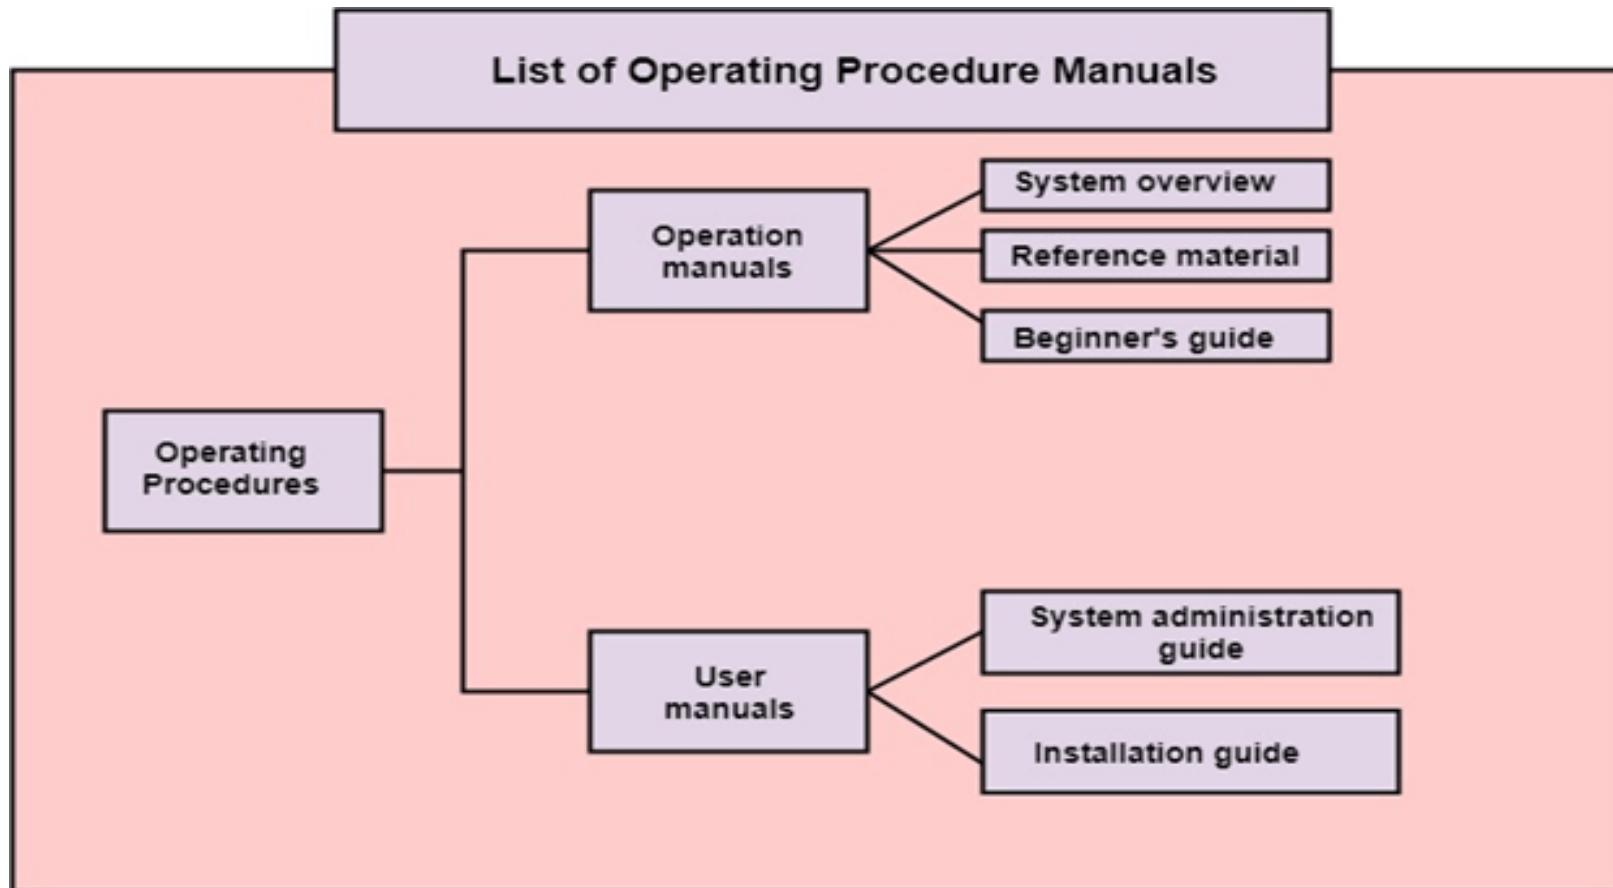 List of Operating Procedure Manuals
System overview
Operation
manuals
Reference material
Beginner's guide
Operating
Procedures
System administration
guide
User
manuals
Installation guide